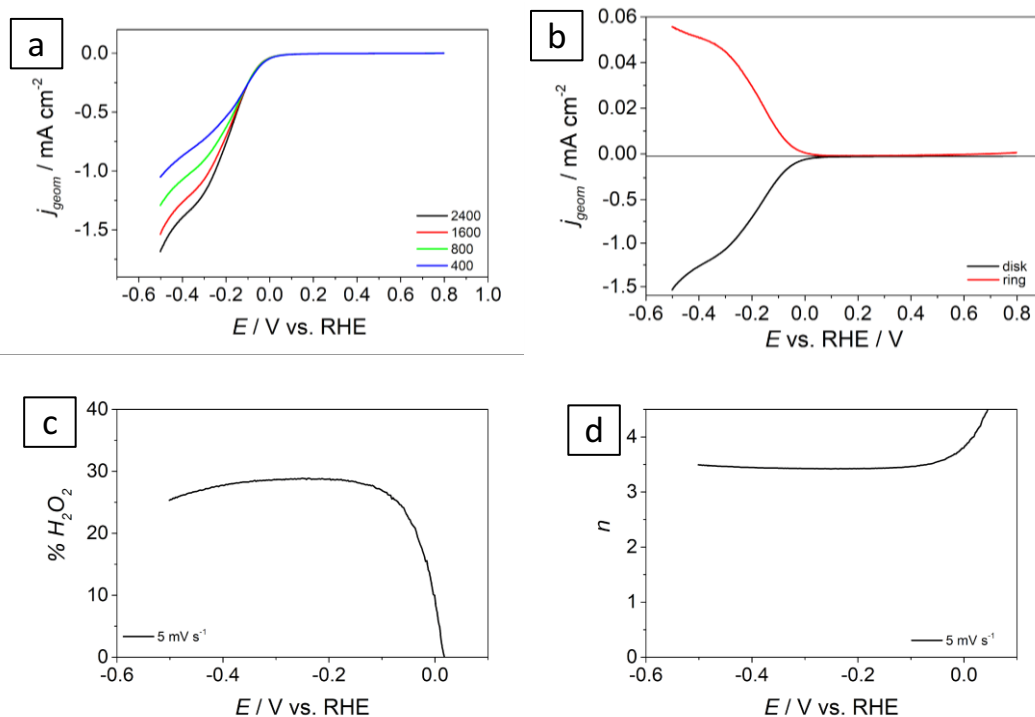 a
0.0
-0.5
-1.0
-1.5
j_geom / mA cm⁻²
2400
1600
800
400
-0.6 -0.4 -0.2 0.0 0.2 0.4 0.6 0.8 1.0
E / V vs. RHE
b
0.06
0.04
0.02
0.00
-0.5
-1.0
-1.5
j_geom / mA cm⁻²
disk
ring
-0.6 -0.4 -0.2 0.0 0.2 0.4 0.6 0.8
E vs. RHE / V
c
40
30
20
10
0
% H₂O₂
5 mV s⁻¹
-0.6 -0.4 -0.2 0.0
E / V vs. RHE
d
4
3
2
1
0
n
5 mV s⁻¹
-0.6 -0.4 -0.2 0.0
E / V vs. RHE